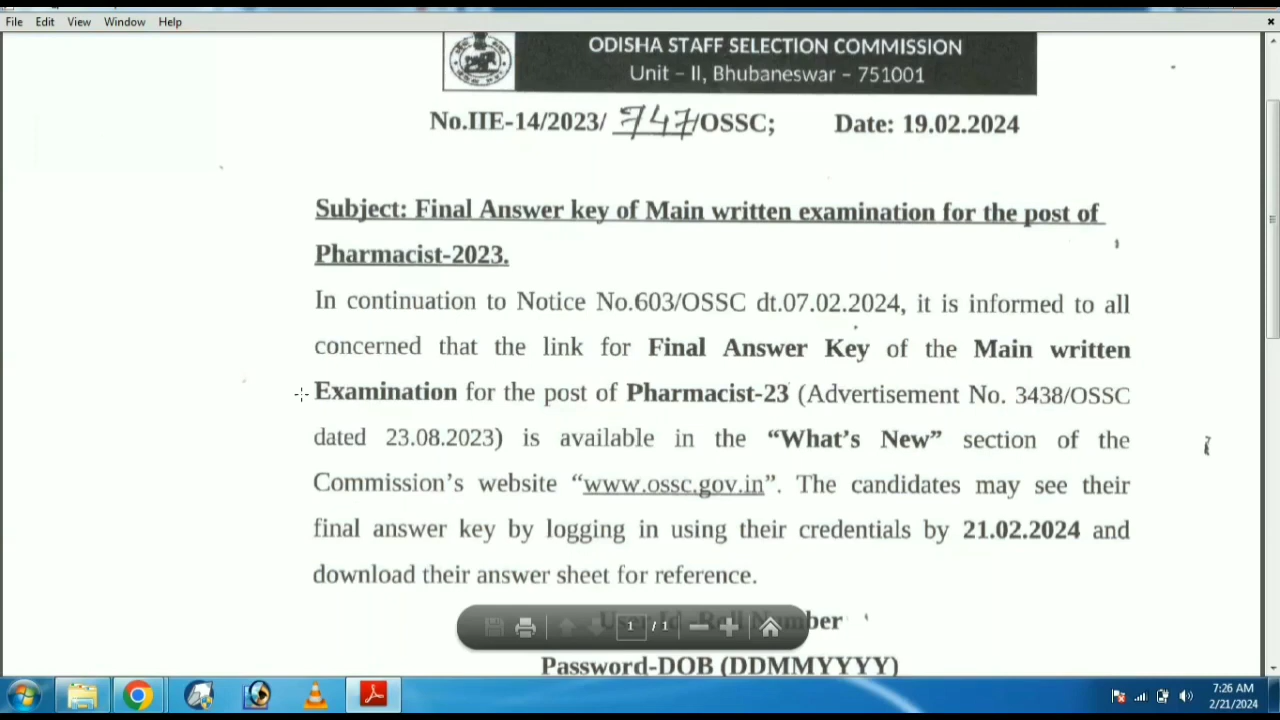 File Edit View Window Help
ODISHA STAFF SELECTION COMMISSION
Unit – II, Bhubaneswar – 751001
No.IIE-14/2023/ 747/OSSC; Date: 19.02.2024
Subject: Final Answer key of Main written examination for the post of
Pharmacist-2023.
In continuation to Notice No.603/OSSC dt.07.02.2024, it is informed to all
concerned that the link for Final Answer Key of the Main written
Examination for the post of Pharmacist-23 (Advertisement No. 3438/OSSC
dated 23.08.2023) is available in the “What’s New” section of the
Commission’s website “www.ossc.gov.in”. The candidates may see their
final answer key by logging in using their credentials by 21.02.2024 and
download their answer sheet for reference.
User Id -Roll Number
1 / 1
Password-DOB (DDMMYYYY)
7:26 AM
2/21/2024